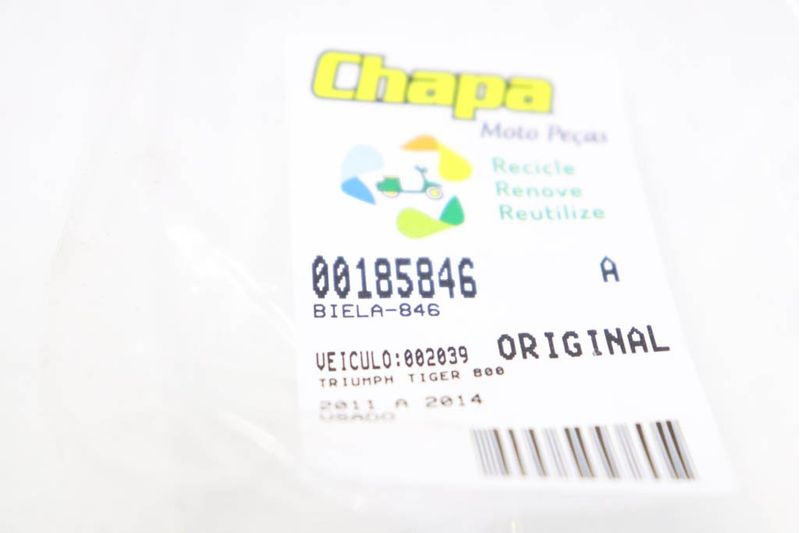 Chapa
Moto Peças
Recicle
Renove
Reutilize
00185846 A
BIELA-846
VEICULO:002039 ORIGINAL
TRIUMPH TIGER 800
2011 A 2014
USADO